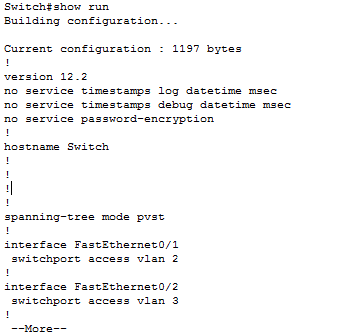 Switch#show run
Building configuration...

Current configuration : 1197 bytes
!
version 12.2
no service timestamps log datetime msec
no service timestamps debug datetime msec
no service password-encryption
!
hostname Switch
!
!
!
!
spanning-tree mode pvst
!
interface FastEthernet0/1
 switchport access vlan 2
!
interface FastEthernet0/2
 switchport access vlan 3
!
 --More--